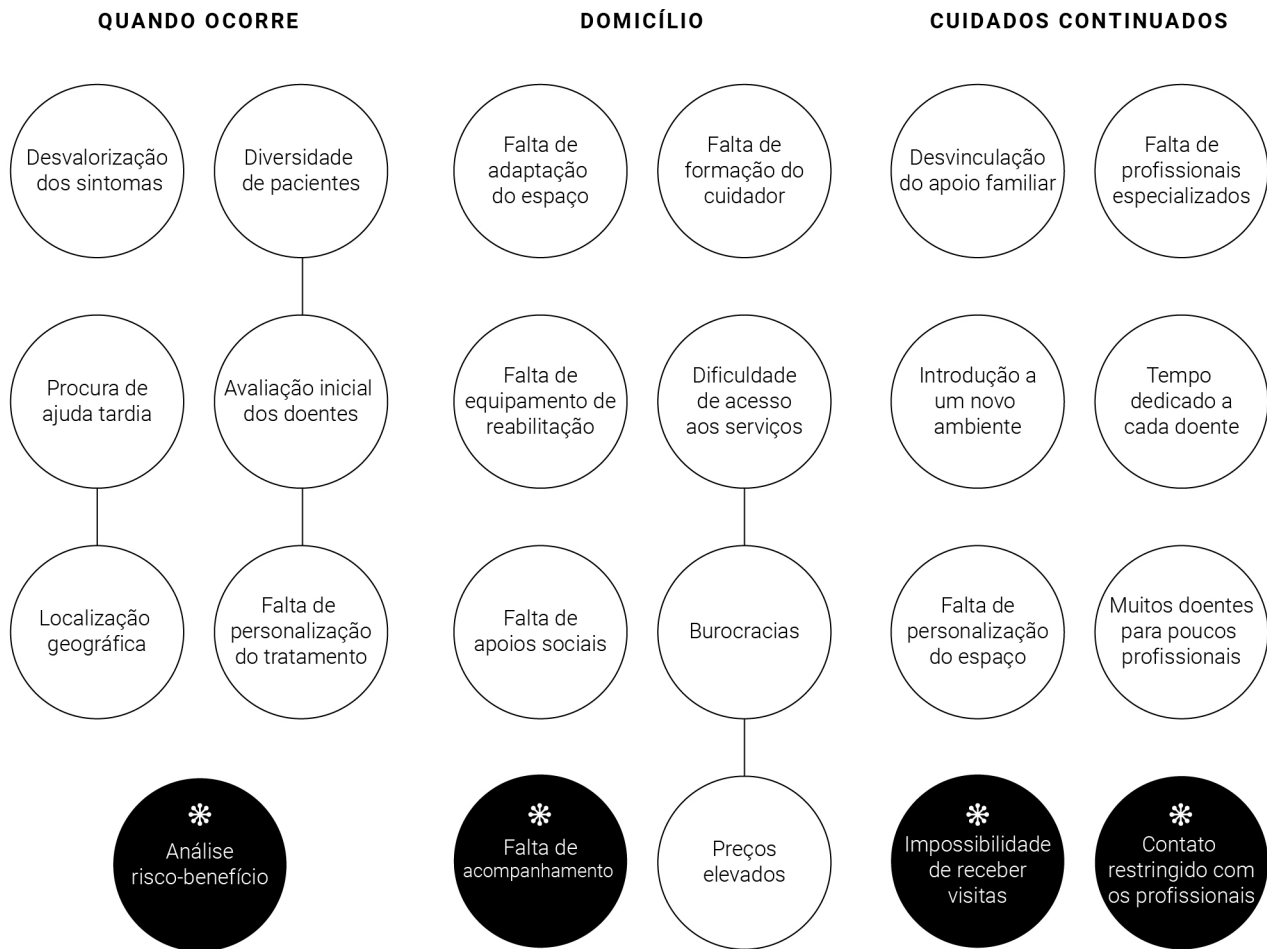 QUANDO OCORRE
Desvalorização
dos sintomas
Diversidade
de pacientes
Procura de
ajuda tardia
Avaliação inicial
dos doentes
Localização
geográfica
Falta de
personalização
do tratamento
Análise
risco-benefício
DOMICÍLIO
Falta de
adaptação
do espaço
Falta de
formação do
cuidador
Falta de
equipamento de
reabilitação
Dificuldade
de acesso
aos serviços
Falta de
apoios sociais
Burocracias
Falta de
acompanhamento
Preços
elevados
CUIDADOS CONTINUADOS
Desvinculação
do apoio familiar
Falta de
profissionais
especializados
Introdução a
um novo
ambiente
Tempo
dedicado a
cada doente
Falta de
personalização
do espaço
Muitos doentes
para poucos
profissionais
Impossibilidade
de receber
visitas
Contato
restringido com
os profissionais